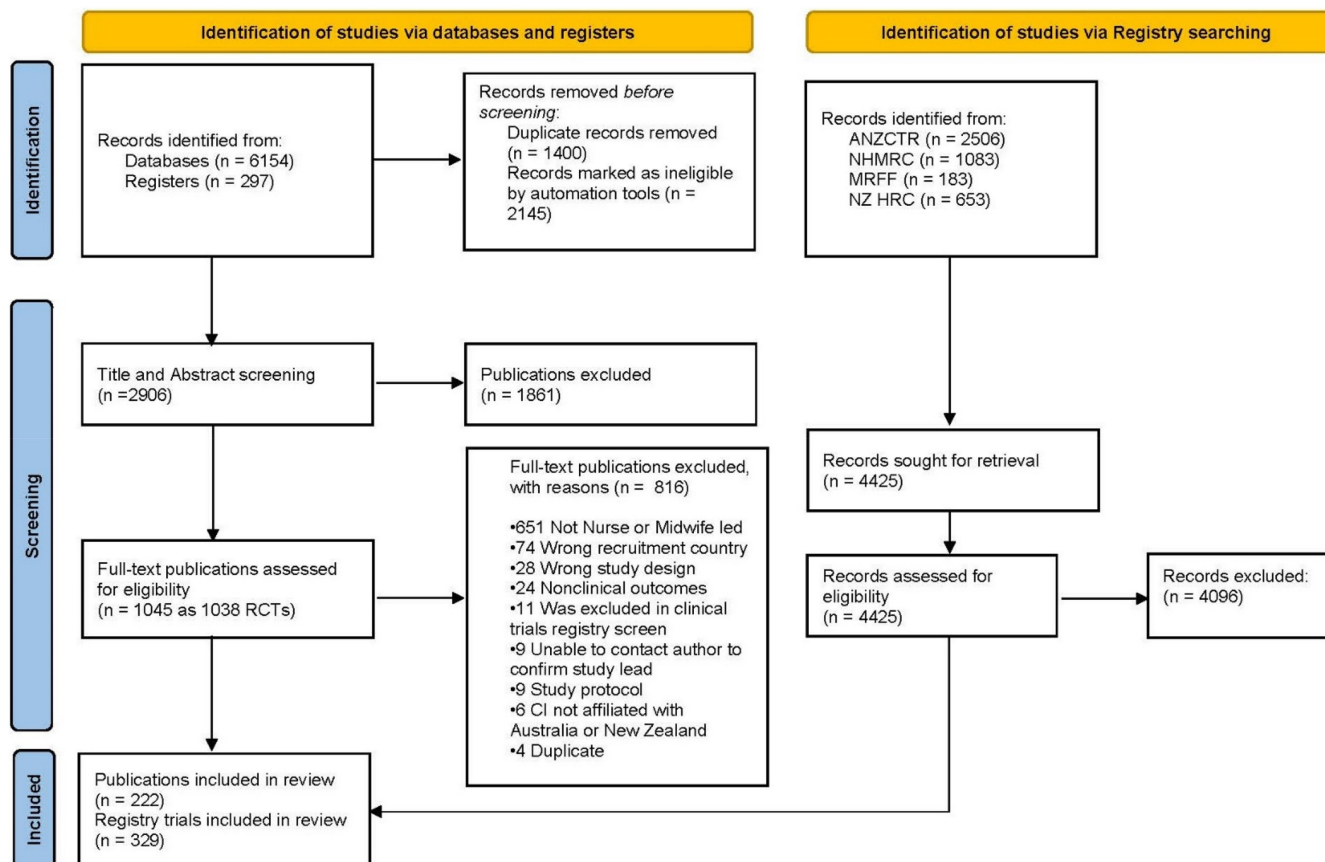 Identification of studies via databases and registers
Identification of studies via Registry searching
Identification
Records identified from:
Databases (n = 6154)
Registers (n = 297)
Records removed before
screening:
Duplicate records removed
(n = 1400)
Records marked as ineligible
by automation tools (n =
2145)
Records identified from:
ANZCTR (n = 2506)
NHMRC (n = 1083)
MRFF (n = 183)
NZ HRC (n = 653)
Screening
Title and Abstract screening
(n =2906)
Publications excluded
(n = 1861)
Records sought for retrieval
(n = 4425)
Full-text publications assessed
for eligibility
(n = 1045 as 1038 RCTs)
Full-text publications excluded,
with reasons (n = 816)
•651 Not Nurse or Midwife led
•74 Wrong recruitment country
•28 Wrong study design
•24 Nonclinical outcomes
•11 Was excluded in clinical
trials registry screen
•9 Unable to contact author to
confirm study lead
•9 Study protocol
•6 CI not affiliated with
Australia or New Zealand
•4 Duplicate
Records assessed for
eligibility
(n = 4425)
Records excluded:
(n = 4096)
Included
Publications included in review
(n = 222)
Registry trials included in review
(n = 329)